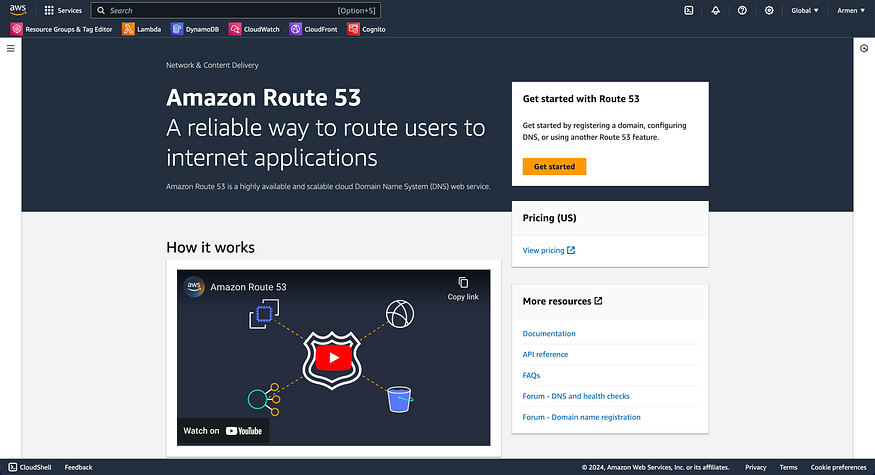 aws
Services
Search
[Option+S]
Global
Armen
Resource Groups & Tag Editor
Lambda
DynamoDB
CloudWatch
CloudFront
Cognito
Network & Content Delivery
Amazon Route 53
A reliable way to route users to
internet applications
Amazon Route 53 is a highly available and scalable cloud Domain Name System (DNS) web service.
Get started with Route 53
Get started by registering a domain, configuring
DNS, or using another Route 53 feature.
Get started
Pricing (US)
View pricing
How it works
aws
Amazon Route 53
Copy link
Watch on
YouTube
More resources
Documentation
API reference
FAQs
Forum - DNS and health checks
Forum - Domain name registration
CloudShell
Feedback
© 2024, Amazon Web Services, Inc. or its affiliates.
Privacy
Terms
Cookie preferences